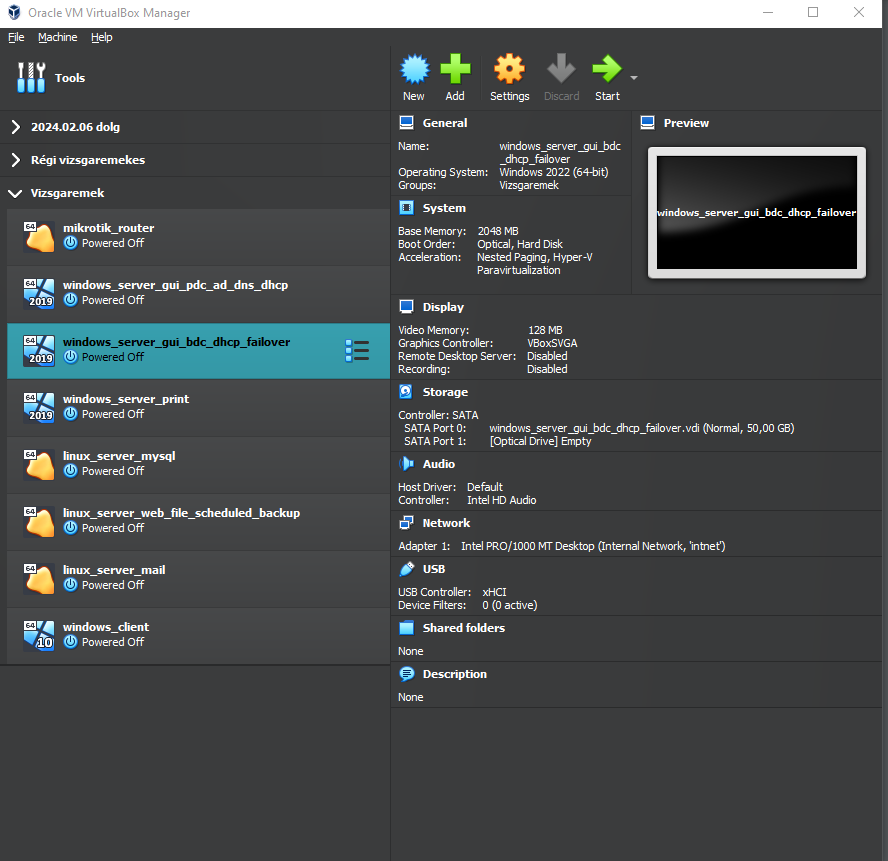 Oracle VM VirtualBox Manager
File Machine Help
Tools
2024.02.06 dolg
Régi vizsgaremekes
Vizsgaremek
64
mikrotik_router
Powered Off
64
2019
windows_server_gui_pdc_ad_dns_dhcp
Powered Off
64
2019
windows_server_gui_bdc_dhcp_failover
Powered Off
64
2019
windows_server_print
Powered Off
64
linux_server_mysql
Powered Off
64
linux_server_web_file_scheduled_backup
Powered Off
64
linux_server_mail
Powered Off
64
10
windows_client
Powered Off
New Add Settings Discard Start
General
Name: windows_server_gui_bdc
_dhcp_failover
Operating System: Windows 2022 (64-bit)
Groups: Vizsgaremek
Preview
windows_server_gui_bdc_dhcp_failover
System
Base Memory: 2048 MB
Boot Order: Optical, Hard Disk
Acceleration: Nested Paging, Hyper-V
Paravirtualization
Display
Video Memory: 128 MB
Graphics Controller: VBoxSVGA
Remote Desktop Server: Disabled
Recording: Disabled
Storage
Controller: SATA
SATA Port 0: windows_server_gui_bdc_dhcp_failover.vdi (Normal, 50,00 GB)
SATA Port 1: [Optical Drive] Empty
Audio
Host Driver: Default
Controller: Intel HD Audio
Network
Adapter 1: Intel PRO/1000 MT Desktop (Internal Network, 'intnet')
USB
USB Controller: xHCI
Device Filters: 0 (0 active)
Shared folders
None
Description
None